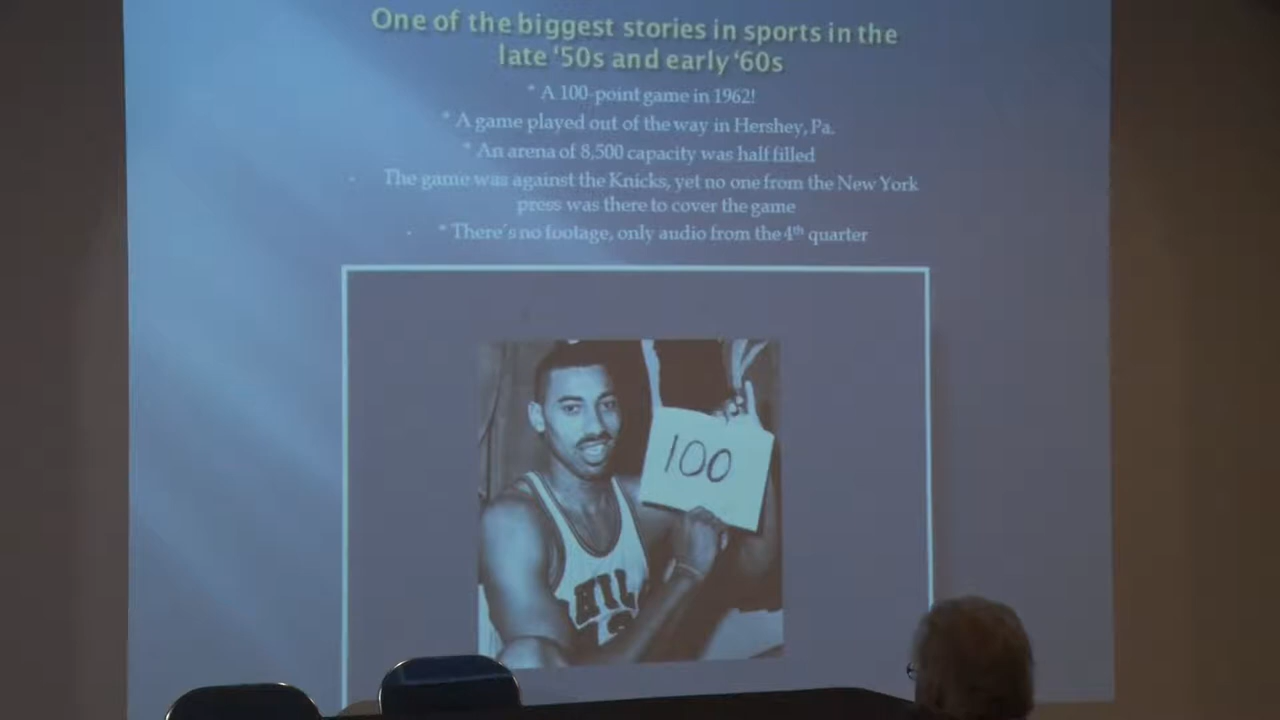 One of the biggest stories in sports in the
late ‘50s and early ‘60s
* A 100-point game in 1962!
* A game played out of the way in Hershey, Pa.
* An arena of 8,500 capacity was half filled
- The game was against the Knicks, yet no one from the New York
press was there to cover the game
- * There's no footage, only audio from the 4th quarter
100
HIL